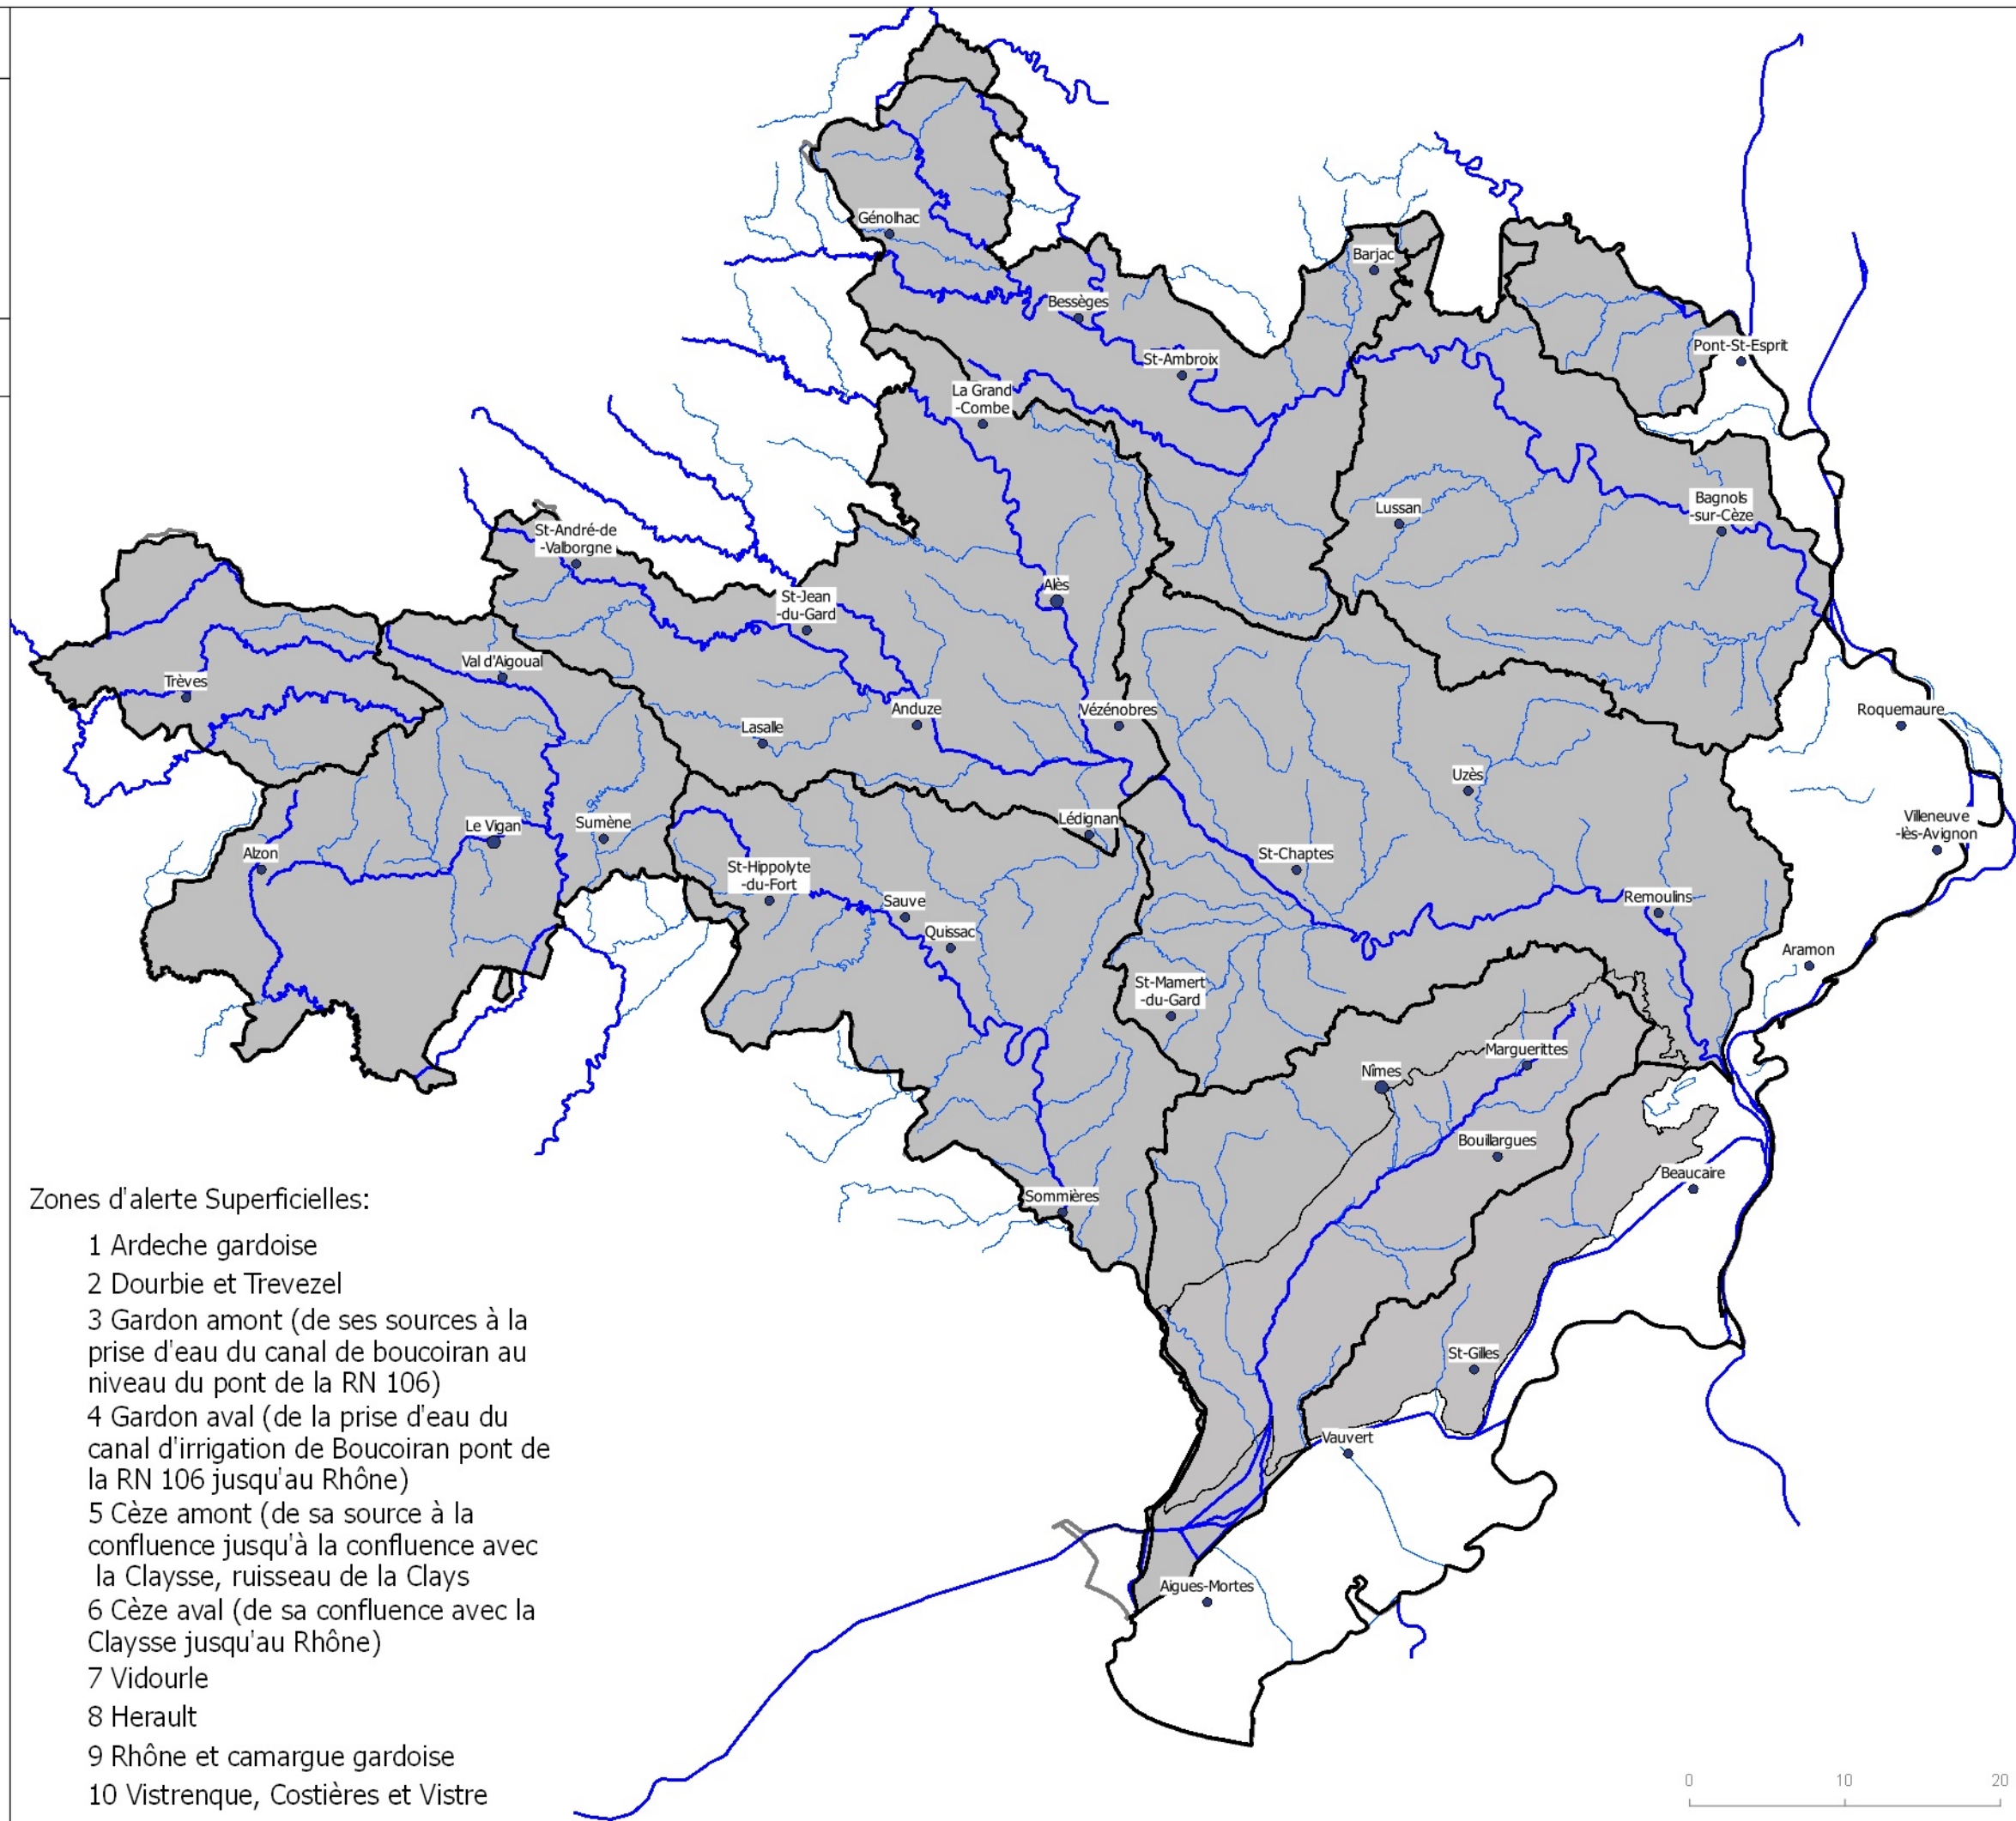 Génolhac
Barjac
Bessèges
Pont-St-Esprit
St-Ambroix
La Grand
-Combe
Lussan
Bagnols
-sur-Cèze
St-André-de
-Valborgne
Alès
St-Jean
-du-Gard
Val d'Aigoual
Trèves
Anduze
Vézénobres
Roquemaure
Lasalle
Uzès
Villeneuve
-lès-Avignon
Lédignan
Le Vigan
Sumène
Alzon
St-Chaptes
St-Hippolyte
-du-Fort
Sauve
Remoulins
Quissac
Aramon
St-Mamert
-du-Gard
Marguerittes
Nîmes
Bouillargues
Beaucaire
Sommières
St-Gilles
Vauvert
Aigues-Mortes
Zones d'alerte Superficielles:
1 Ardeche gardoise
2 Dourbie et Trevezel
3 Gardon amont (de ses sources à la
prise d'eau du canal de boucoiran au
niveau du pont de la RN 106)
4 Gardon aval (de la prise d'eau du
canal d'irrigation de Boucoiran pont de
la RN 106 jusqu'au Rhône)
5 Cèze amont (de sa source à la
confluence jusqu'à la confluence avec
la Claysse, ruisseau de la Clays
6 Cèze aval (de sa confluence avec la
Claysse jusqu'au Rhône)
7 Vidourle
8 Herault
9 Rhône et camargue gardoise
10 Vistrenque, Costières et Vistre
0 10 20